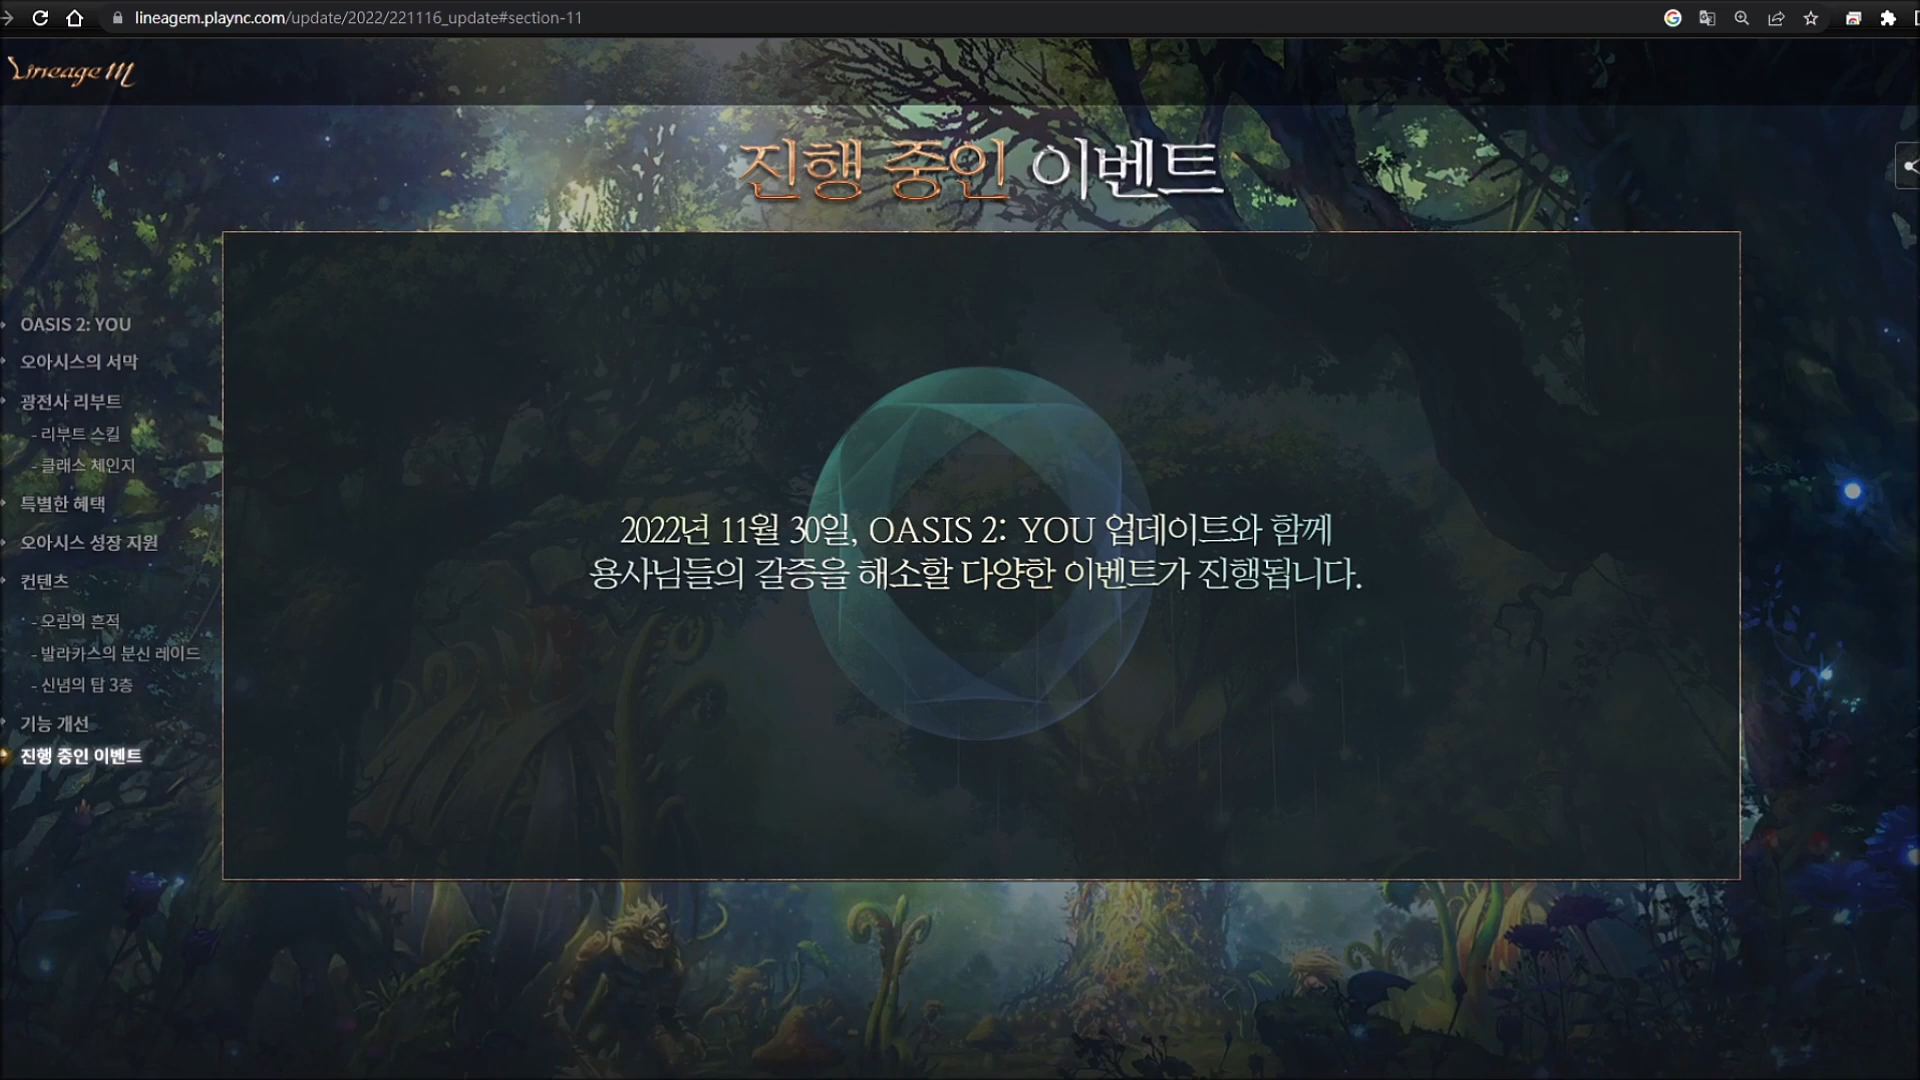 lineagem.plaync.com/update/2022/221116_update#section-11
Lineage M
진행 중인 이벤트
OASIS 2: YOU
오아시스의 서막
광전사 리부트
- 리부트 스킬
- 클래스 체인지
특별한 혜택
오아시스 성장 지원
컨텐츠
- 오림의 흔적
- 발라카스의 분신 레이드
- 신념의 탑 3층
기능 개선
진행 중인 이벤트
2022년 11월 30일, OASIS 2: YOU 업데이트와 함께
용사님들의 갈증을 해소할 다양한 이벤트가 진행됩니다.